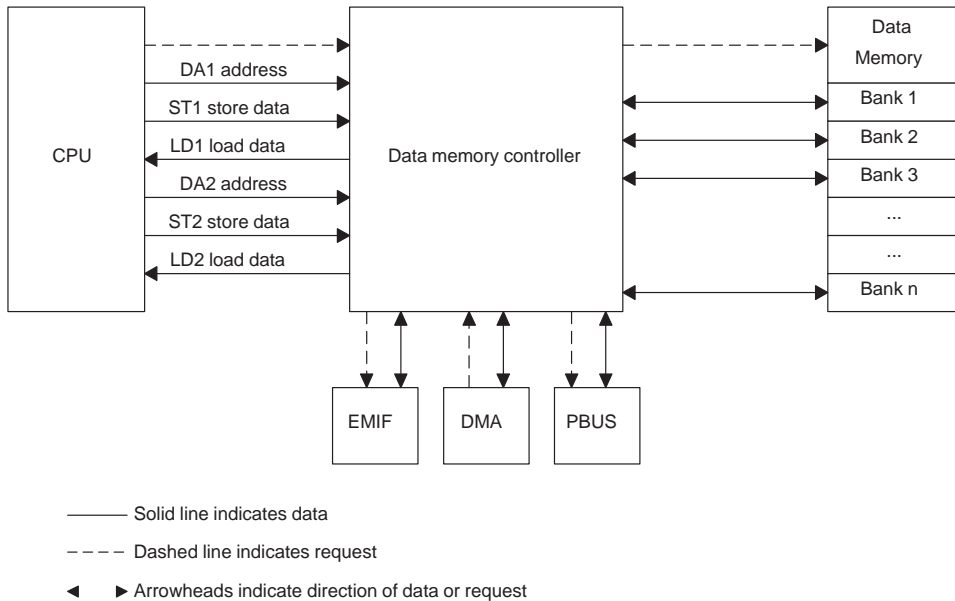 CPU
DA1 address
ST1 store data
LD1 load data
DA2 address
ST2 store data
LD2 load data
Data memory controller
Data
Memory
Bank 1
Bank 2
Bank 3
...
...
Bank n
EMIF
DMA
PBUS
Solid line indicates data
Dashed line indicates request
Arrowheads indicate direction of data or request